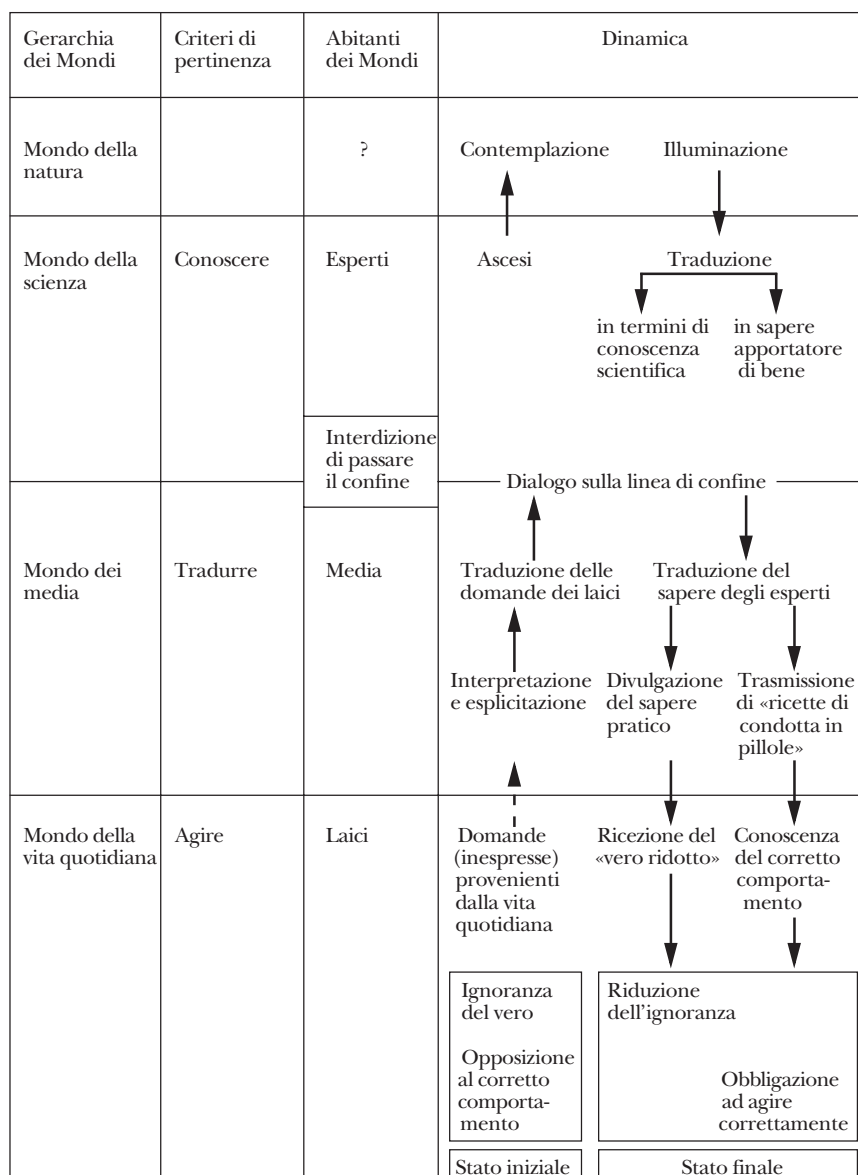 Gerarchia
dei Mondi
Criteri di
pertinenza
Abitanti
dei Mondi
Dinamica
Mondo della
natura
?
Contemplazione
Illuminazione
Mondo della
scienza
Conoscere
Esperti
Ascesi
Traduzione
in termini di
conoscenza
scientifica
in sapere
apportatore
di bene
Interdizione
di passare
il confine
Dialogo sulla linea di confine
Mondo dei
media
Tradurre
Media
Traduzione delle
domande dei laici
Traduzione del
sapere degli esperti
Interpretazione
e esplicitazione
Divulgazione
del sapere
pratico
Trasmissione
di «ricette di
condotta in
pillole»
Mondo della
vita quotidiana
Agire
Laici
Domande
(inespresse)
provenienti
dalla vita
quotidiana
Ricezione del
«vero ridotto»
Conoscenza
del corretto
comporta-
mento
Ignoranza
del vero
Opposizione
al corretto
comporta-
mento
Riduzione
dell'ignoranza
Obbligazione
ad agire
correttamente
Stato iniziale
Stato finale